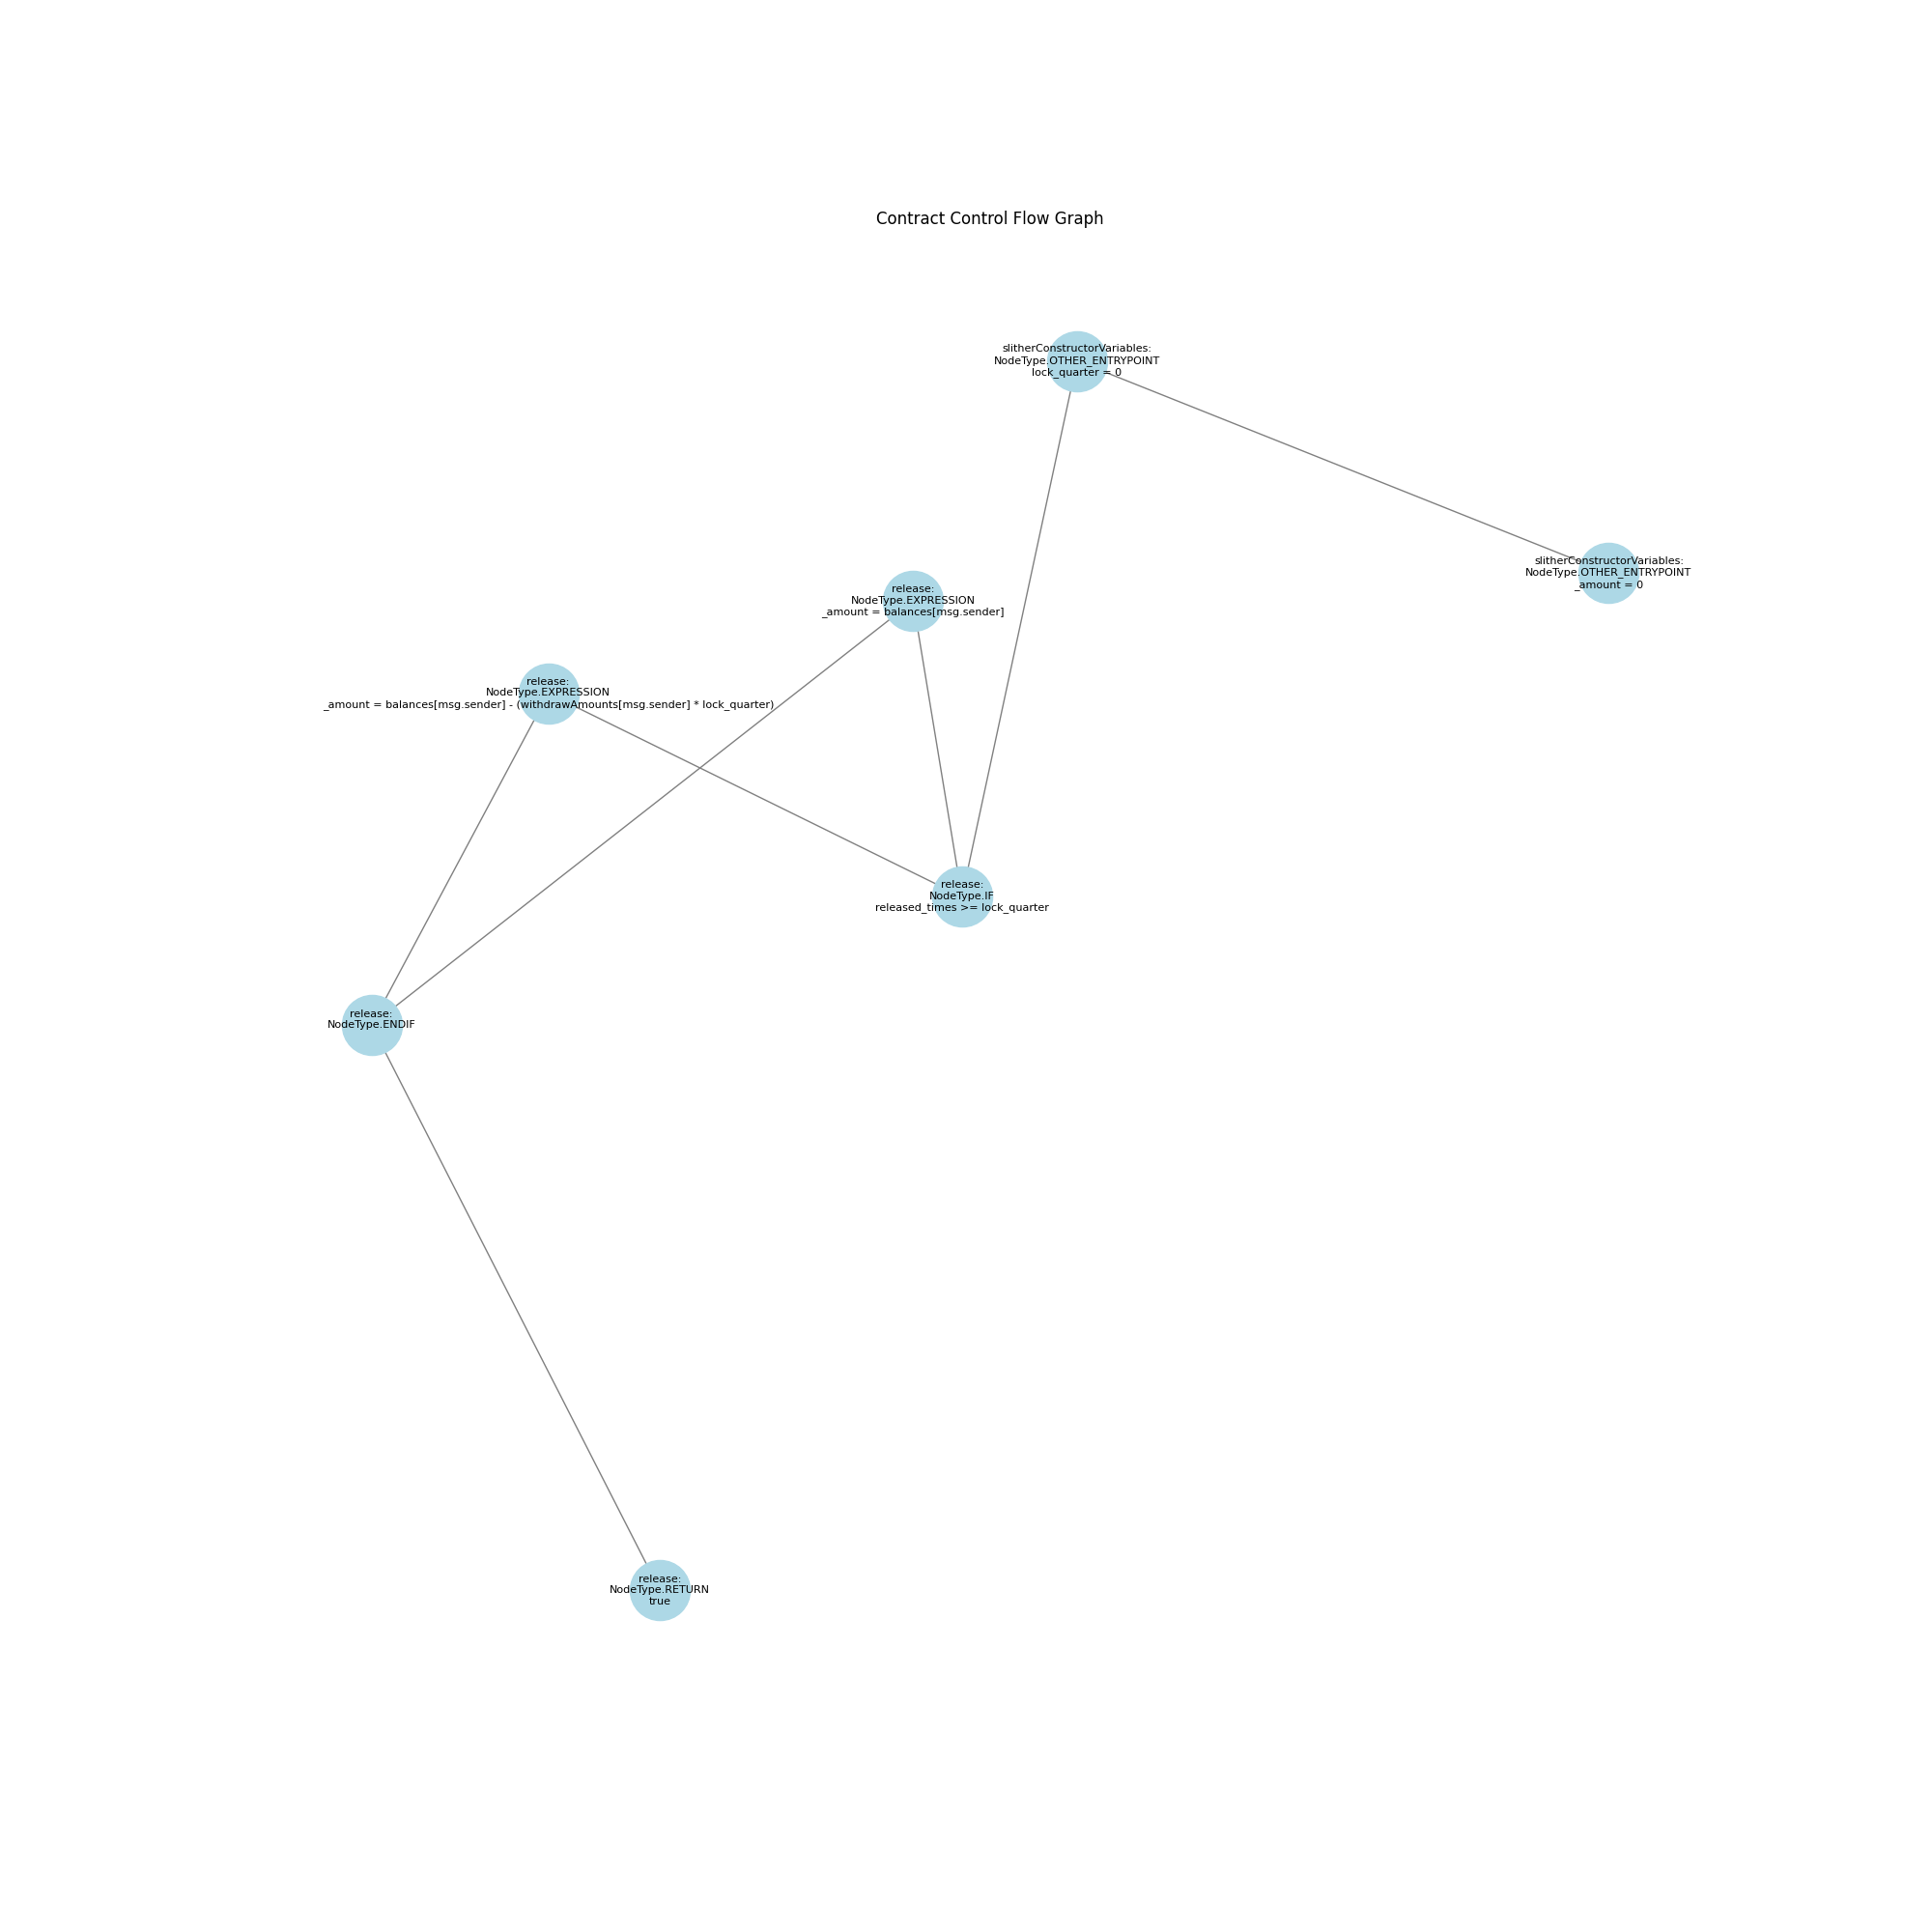 Contract Control Flow Graph
slitherConstructorVariables:
NodeType.OTHER_ENTRYPOINT
lock_quarter = 0
slitherConstructorVariables:
NodeType.OTHER_ENTRYPOINT
_amount = 0
release:
NodeType.EXPRESSION
_amount = balances[msg.sender]
release:
NodeType.EXPRESSION
_amount = balances[msg.sender] - (withdrawAmounts[msg.sender] * lock_quarter)
release:
NodeType.IF
released_times >= lock_quarter
release:
NodeType.ENDIF
release:
NodeType.RETURN
true